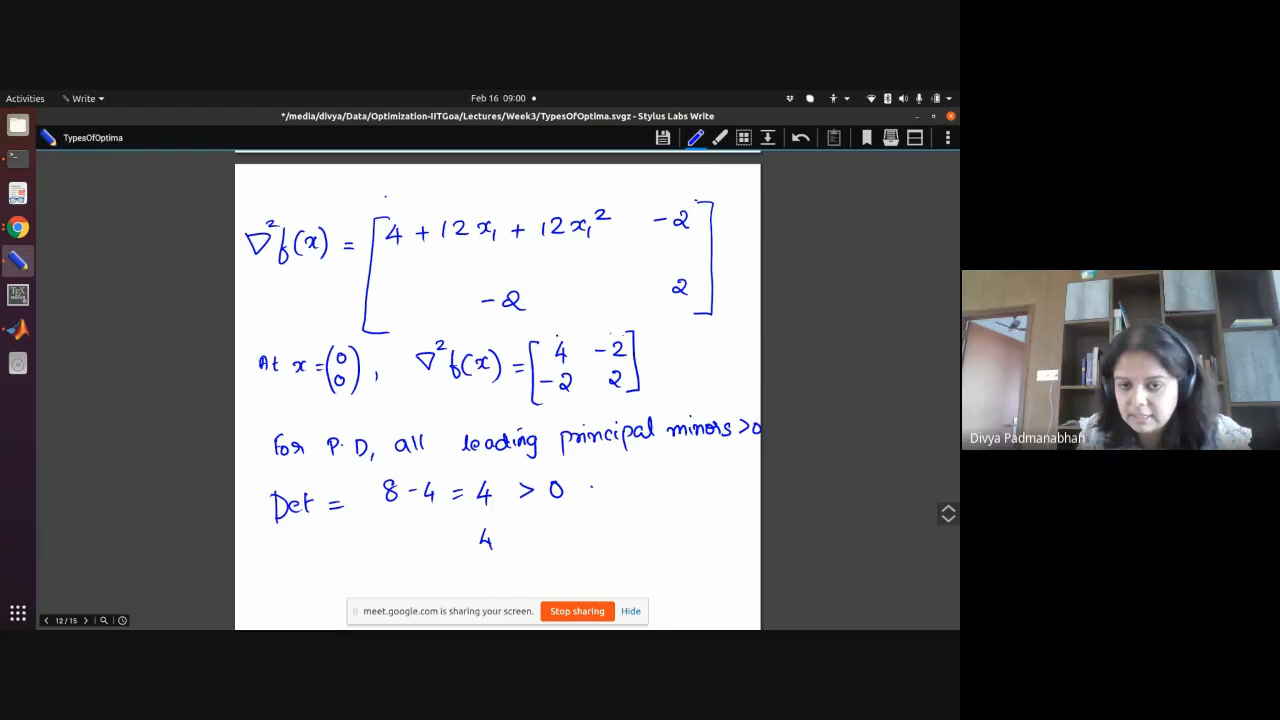 Activities Write Feb 16 09:00
*/media/divya/Data/Optimization-IITGoa/Lectures/Week3/TypesOfOptima.svgz - Stylus Labs Write
TypesOfOptima
∇²f(x) = [ 4 + 12x₁ + 12x₁² -2
-2 2 ]
At x = (0 0), ∇²f(x) = [ 4 -2
-2 2 ]
For P.D, all leading principal minors >0
Det = 8 - 4 = 4 > 0
4
Divya Padmanabhan
meet.google.com is sharing your screen. Stop sharing Hide
12/15